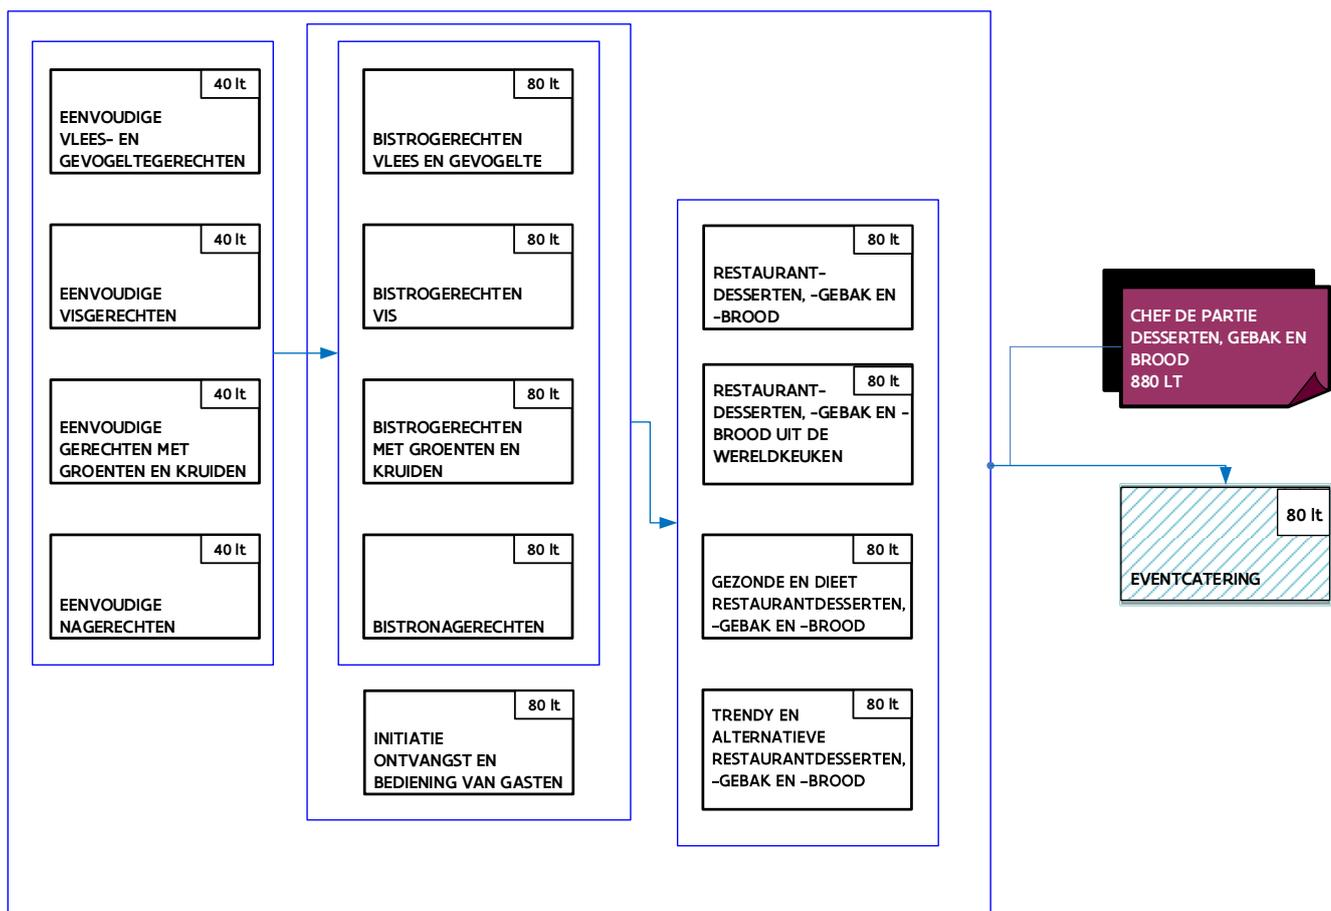 40 lt
EENVOUDIGE
VLEES- EN
GEVOGELTEGERECHTEN
40 lt
EENVOUDIGE
VISGERECHTEN
40 lt
EENVOUDIGE
GERECHTEN MET
GROENTEN EN KRUIDEN
40 lt
EENVOUDIGE
NAGERECHTEN
80 lt
BISTROGERECHTEN
VLEES EN GEVOGELTE
80 lt
BISTROGERECHTEN
VIS
80 lt
BISTROGERECHTEN
MET GROENTEN EN
KRUIDEN
80 lt
BISTRONAGERECHTEN
80 lt
INITIATIE
ONTVANGST EN
BEDIENING VAN GASTEN
80 lt
RESTAURANT-
DESSERTEN, -GEBAK EN
-BROOD
80 lt
RESTAURANT-
DESSERTEN, -GEBAK EN -
BROOD UIT DE
WERELDKEUKEN
80 lt
GEZONDE EN DIEET
RESTAURANTDESSERTEN,
-GEBAK EN -BROOD
80 lt
TRENDY EN
ALTERNATIEVE
RESTAURANTDESSERTEN,
-GEBAK EN -BROOD
CHEF DE PARTIE
DESSERTEN, GEBAK EN
BROOD
880 LT
80 lt
EVENTCATERING